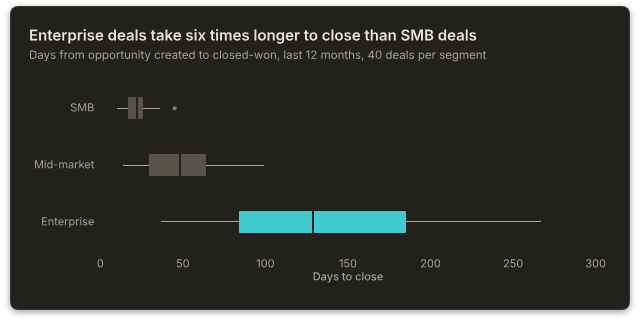 Enterprise deals take six times longer to close than SMB deals
Days from opportunity created to closed-won, last 12 months, 40 deals per segment
SMB
Mid-market
Enterprise
0 50 100 150 200 250 300
Days to close